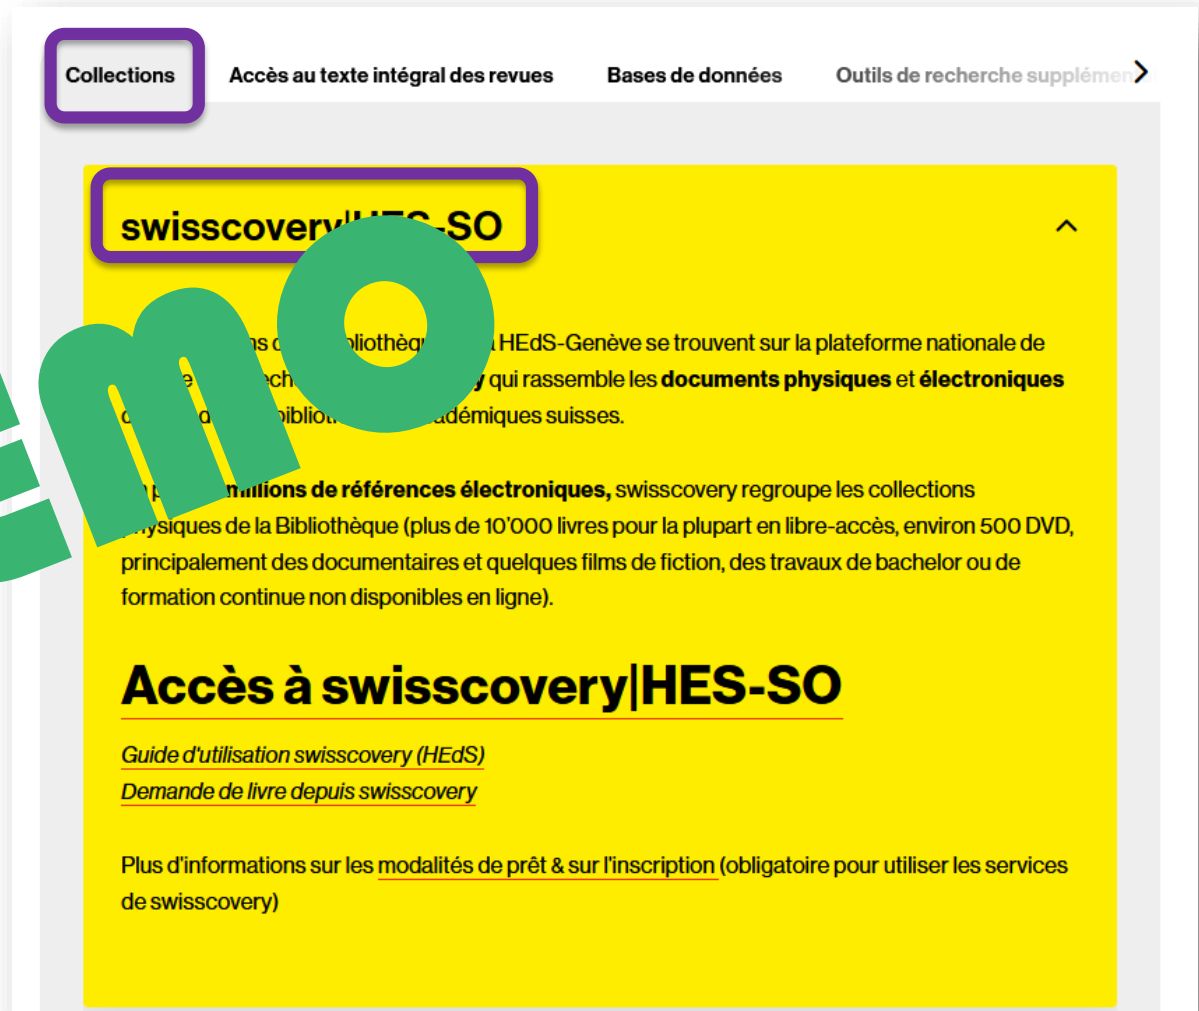 Collections Accès au texte intégral des revues Bases de données Outils de recherche
swisscovery|HES-SO
HEdS-Genève se trouvent sur la plateforme nationale de
qui rassemble les documents physiques et électroniques
suisses.
millions de références électroniques, swisscovery regroupe les collections
physiques de la Bibliothèque (plus de 10'000 livres pour la plupart en libre-accès, environ 500 DVD,
principalement des documentaires et quelques films de fiction, des travaux de bachelor ou de
formation continue non disponibles en ligne).
Accès à swisscovery|HES-SO
Guide d'utilisation swisscovery (HEdS)
Demande de livre depuis swisscovery
Plus d'informations sur les modalités de prêt & sur l'inscription (obligatoire pour utiliser les services
de swisscovery)